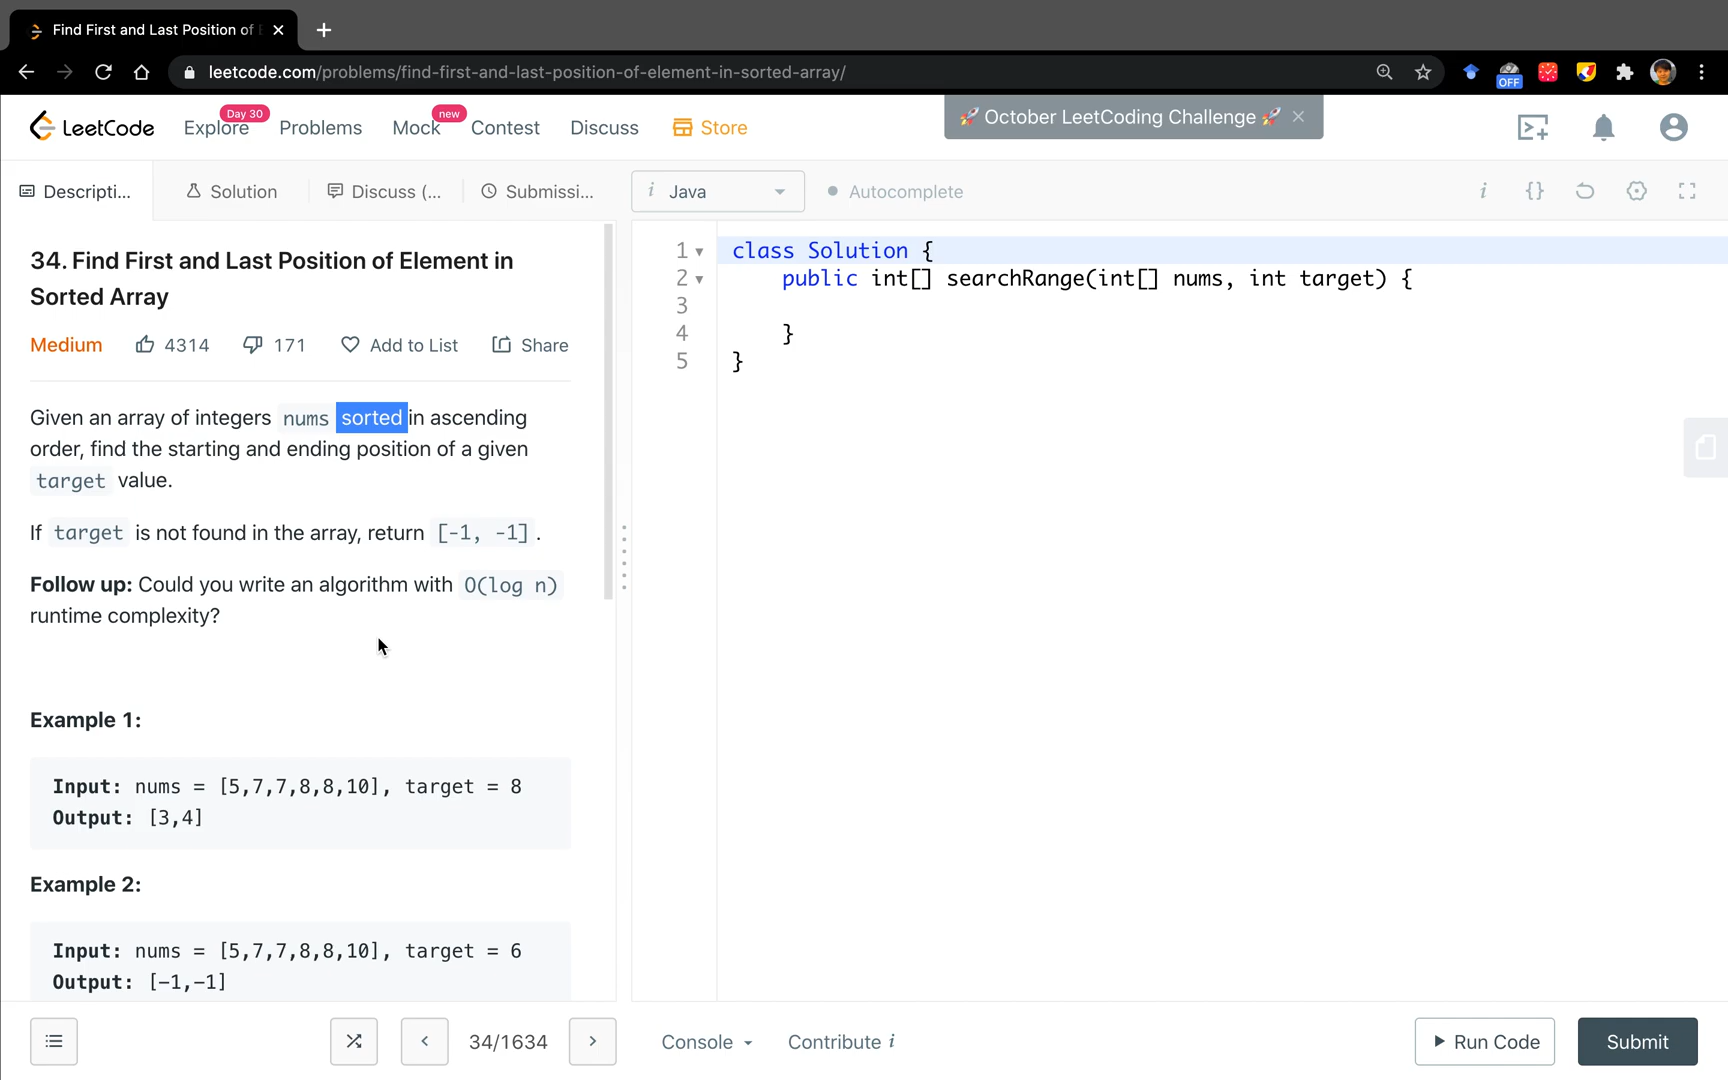 Find First and Last Position of
leetcode.com/problems/find-first-and-last-position-of-element-in-sorted-array/
OFF
LeetCode
Explore
Day 30
Problems
Mock
new
Contest
Discuss
Store
🚀 October LeetCoding Challenge 🚀
Descripti...
Solution
Discuss (...
Submissi...
i Java
Autocomplete
i
{}
34. Find First and Last Position of Element in
Sorted Array
Medium
4314
171
Add to List
Share
Given an array of integers nums sorted in ascending
order, find the starting and ending position of a given
target value.
If target is not found in the array, return [-1, -1].
Follow up: Could you write an algorithm with O(log n)
runtime complexity?
Example 1:
Input: nums = [5,7,7,8,8,10], target = 8
Output: [3,4]
Example 2:
Input: nums = [5,7,7,8,8,10], target = 6
Output: [-1,-1]
1 class Solution {
2 public int[] searchRange(int[] nums, int target) {
3
4 }
5 }
34/1634
Console
Contribute i
Run Code
Submit